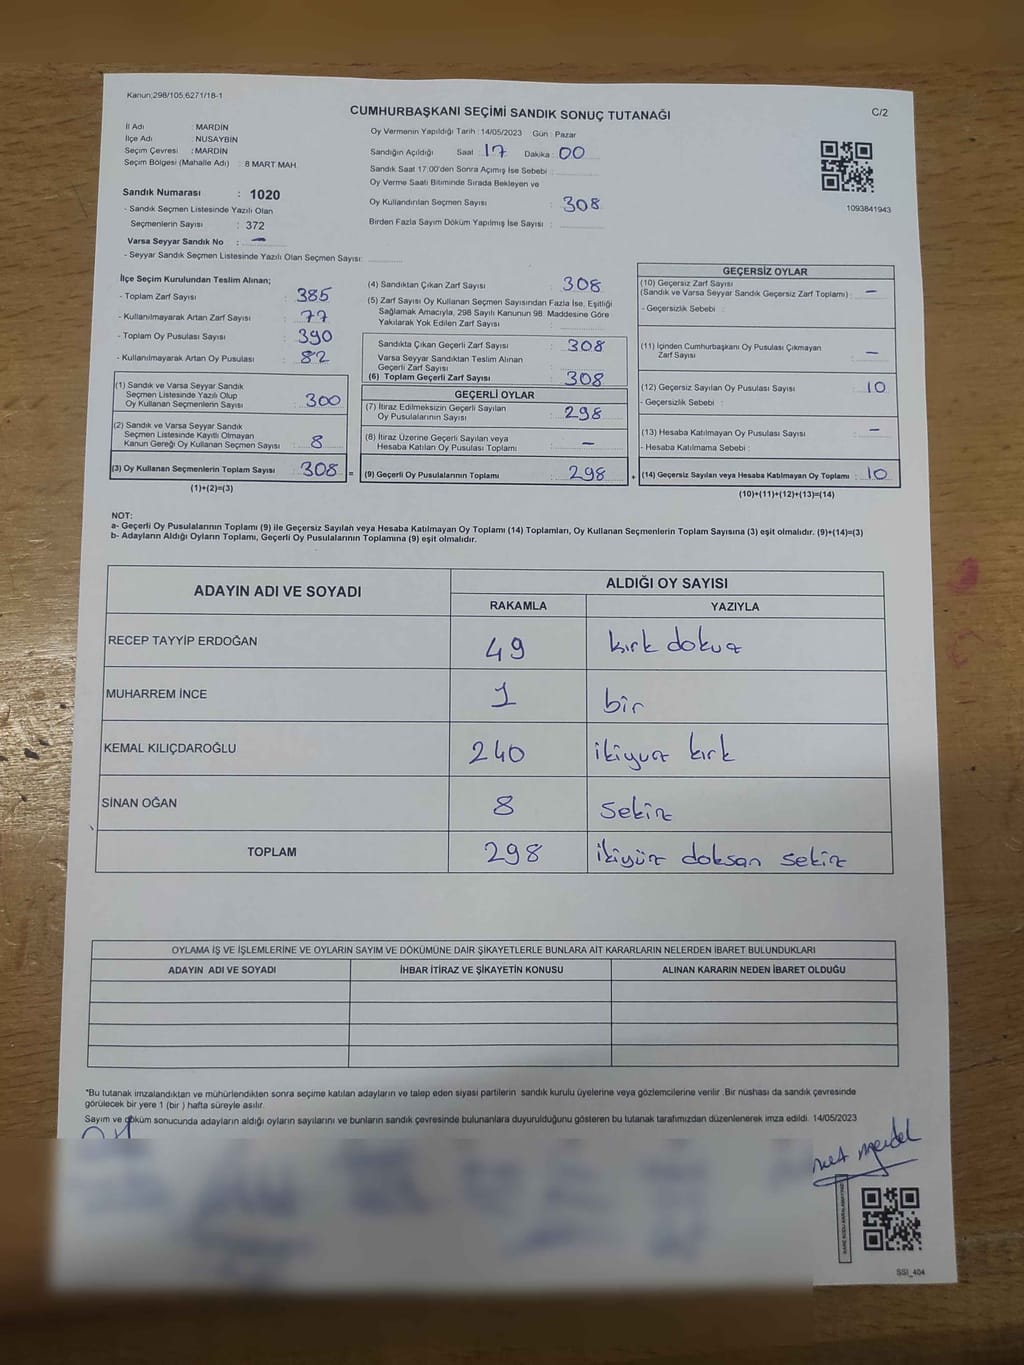 Kanun;298/105,6271/18-1
CUMHURBAŞKANI SEÇİMİ SANDIK SONUÇ TUTANAĞI
C/2
İl Adı : MARDİN
İlçe Adı : NUSAYBİN
Seçim Çevresi : MARDİN
Seçim Bölgesi (Mahalle Adı) : 8 MART MAH.
Sandık Numarası : 1020
- Sandık Seçmen Listesinde Yazılı Olan
Seçmenlerin Sayısı : 372
Varsa Seyyar Sandık No : –
- Seyyar Sandık Seçmen Listesinde Yazılı Olan Seçmen Sayısı:
Oy Vermenin Yapıldığı Tarih : 14/05/2023 Gün : Pazar
Sandığın Açıldığı Saat : 17 Dakika : 00
Sandık Saat 17:00'den Sonra Açımış İse Sebebi :
Oy Verme Saati Bitiminde Sırada Bekleyen ve
Oy Kullandırılan Seçmen Sayısı : 308
Birden Fazla Sayım Döküm Yapılmış İse Sayısı :
1093841943
İlçe Seçim Kurulundan Teslim Alınan;
- Toplam Zarf Sayısı : 385
- Kullanılmayarak Artan Zarf Sayısı : 77
- Toplam Oy Pusulası Sayısı : 390
- Kullanılmayarak Artan Oy Pusulası : 82
(1) Sandık ve Varsa Seyyar Sandık
Seçmen Listesinde Yazılı Olup
Oy Kullanan Seçmenlerin Sayısı : 300
(2) Sandık ve Varsa Seyyar Sandık
Seçmen Listesinde Kayıtlı Olmayan
Kanun Gereği Oy Kullanan Seçmen Sayısı : 8
(3) Oy Kullanan Seçmenlerin Toplam Sayısı : 308 =
(1)+(2)=(3)
(4) Sandıktan Çıkan Zarf Sayısı : 308
(5) Zarf Sayısı Oy Kullanan Seçmen Sayısından Fazla İse, Eşitliği
Sağlamak Amacıyla, 298 Sayılı Kanunun 98. Maddesine Göre
Yakılarak Yok Edilen Zarf Sayısı :
Sandıkta Çıkan Geçerli Zarf Sayısı : 308
Varsa Seyyar Sandıktan Teslim Alınan
Geçerli Zarf Sayısı :
(6) Toplam Geçerli Zarf Sayısı : 308
GEÇERLİ OYLAR
(7) İtiraz Edilmeksizin Geçerli Sayılan
Oy Pusulalarının Sayısı : 298
(8) İtiraz Üzerine Geçerli Sayılan veya
Hesaba Katılan Oy Pusulası Toplamı : –
(9) Geçerli Oy Pusulalarının Toplamı : 298 +
GEÇERSİZ OYLAR
(10) Geçersiz Zarf Sayısı
(Sandık ve Varsa Seyyar Sandık Geçersiz Zarf Toplamı) : –
- Geçersizlik Sebebi :
(11) İçinden Cumhurbaşkanı Oy Pusulası Çıkmayan
Zarf Sayısı : –
(12) Geçersiz Sayılan Oy Pusulası Sayısı : 10
- Geçersizlik Sebebi :
(13) Hesaba Katılmayan Oy Pusulası Sayısı : –
- Hesaba Katılmama Sebebi :
(14) Geçersiz Sayılan veya Hesaba Katılmayan Oy Toplamı : 10
(10)+(11)+(12)+(13)=(14)
NOT:
a- Geçerli Oy Pusulalarının Toplamı (9) ile Geçersiz Sayılan veya Hesaba Katılmayan Oy Toplamı (14) Toplamları, Oy Kullanan Seçmenlerin Toplam Sayısına (3) eşit olmalıdır. (9)+(14)=(3)
b- Adayların Aldığı Oyların Toplamı, Geçerli Oy Pusulalarının Toplamına (9) eşit olmalıdır.
ADAYIN ADI VE SOYADI ALDIĞI OY SAYISI
RAKAMLA YAZIYLA
RECEP TAYYİP ERDOĞAN 49 kırk dokuz
MUHARREM İNCE 1 bir
KEMAL KILIÇDAROĞLU 240 ikiyuz kırk
SİNAN OĞAN 8 sekiz
TOPLAM 298 ikiyüz doksan sekiz
OYLAMA İŞ VE İŞLEMLERİNE VE OYLARIN SAYIM VE DÖKÜMÜNE DAİR ŞİKAYETLERLE BUNLARA AİT KARARLARIN NELERDEN İBARET BULUNDUKLARI
ADAYIN ADI VE SOYADI İHBAR İTİRAZ VE ŞİKAYETİN KONUSU ALINAN KARARIN NEDEN İBARET OLDUĞU
*Bu tutanak imzalandıktan ve mühürlendikten sonra seçime katılan adayların ve talep eden siyasi partilerin sandık kurulu üyelerine veya gözlemcilerine verilir. Bir nüshası da sandık çevresinde
görülecek bir yere 1 (bir ) hafta süreyle asılır.
Sayım ve döküm sonucunda adayların aldığı oyların sayılarını ve bunların sandık çevresinde bulunanlara duyurulduğunu gösteren bu tutanak tarafımızdan düzenlenerek imza edildi. 14/05/2023
SSI_404